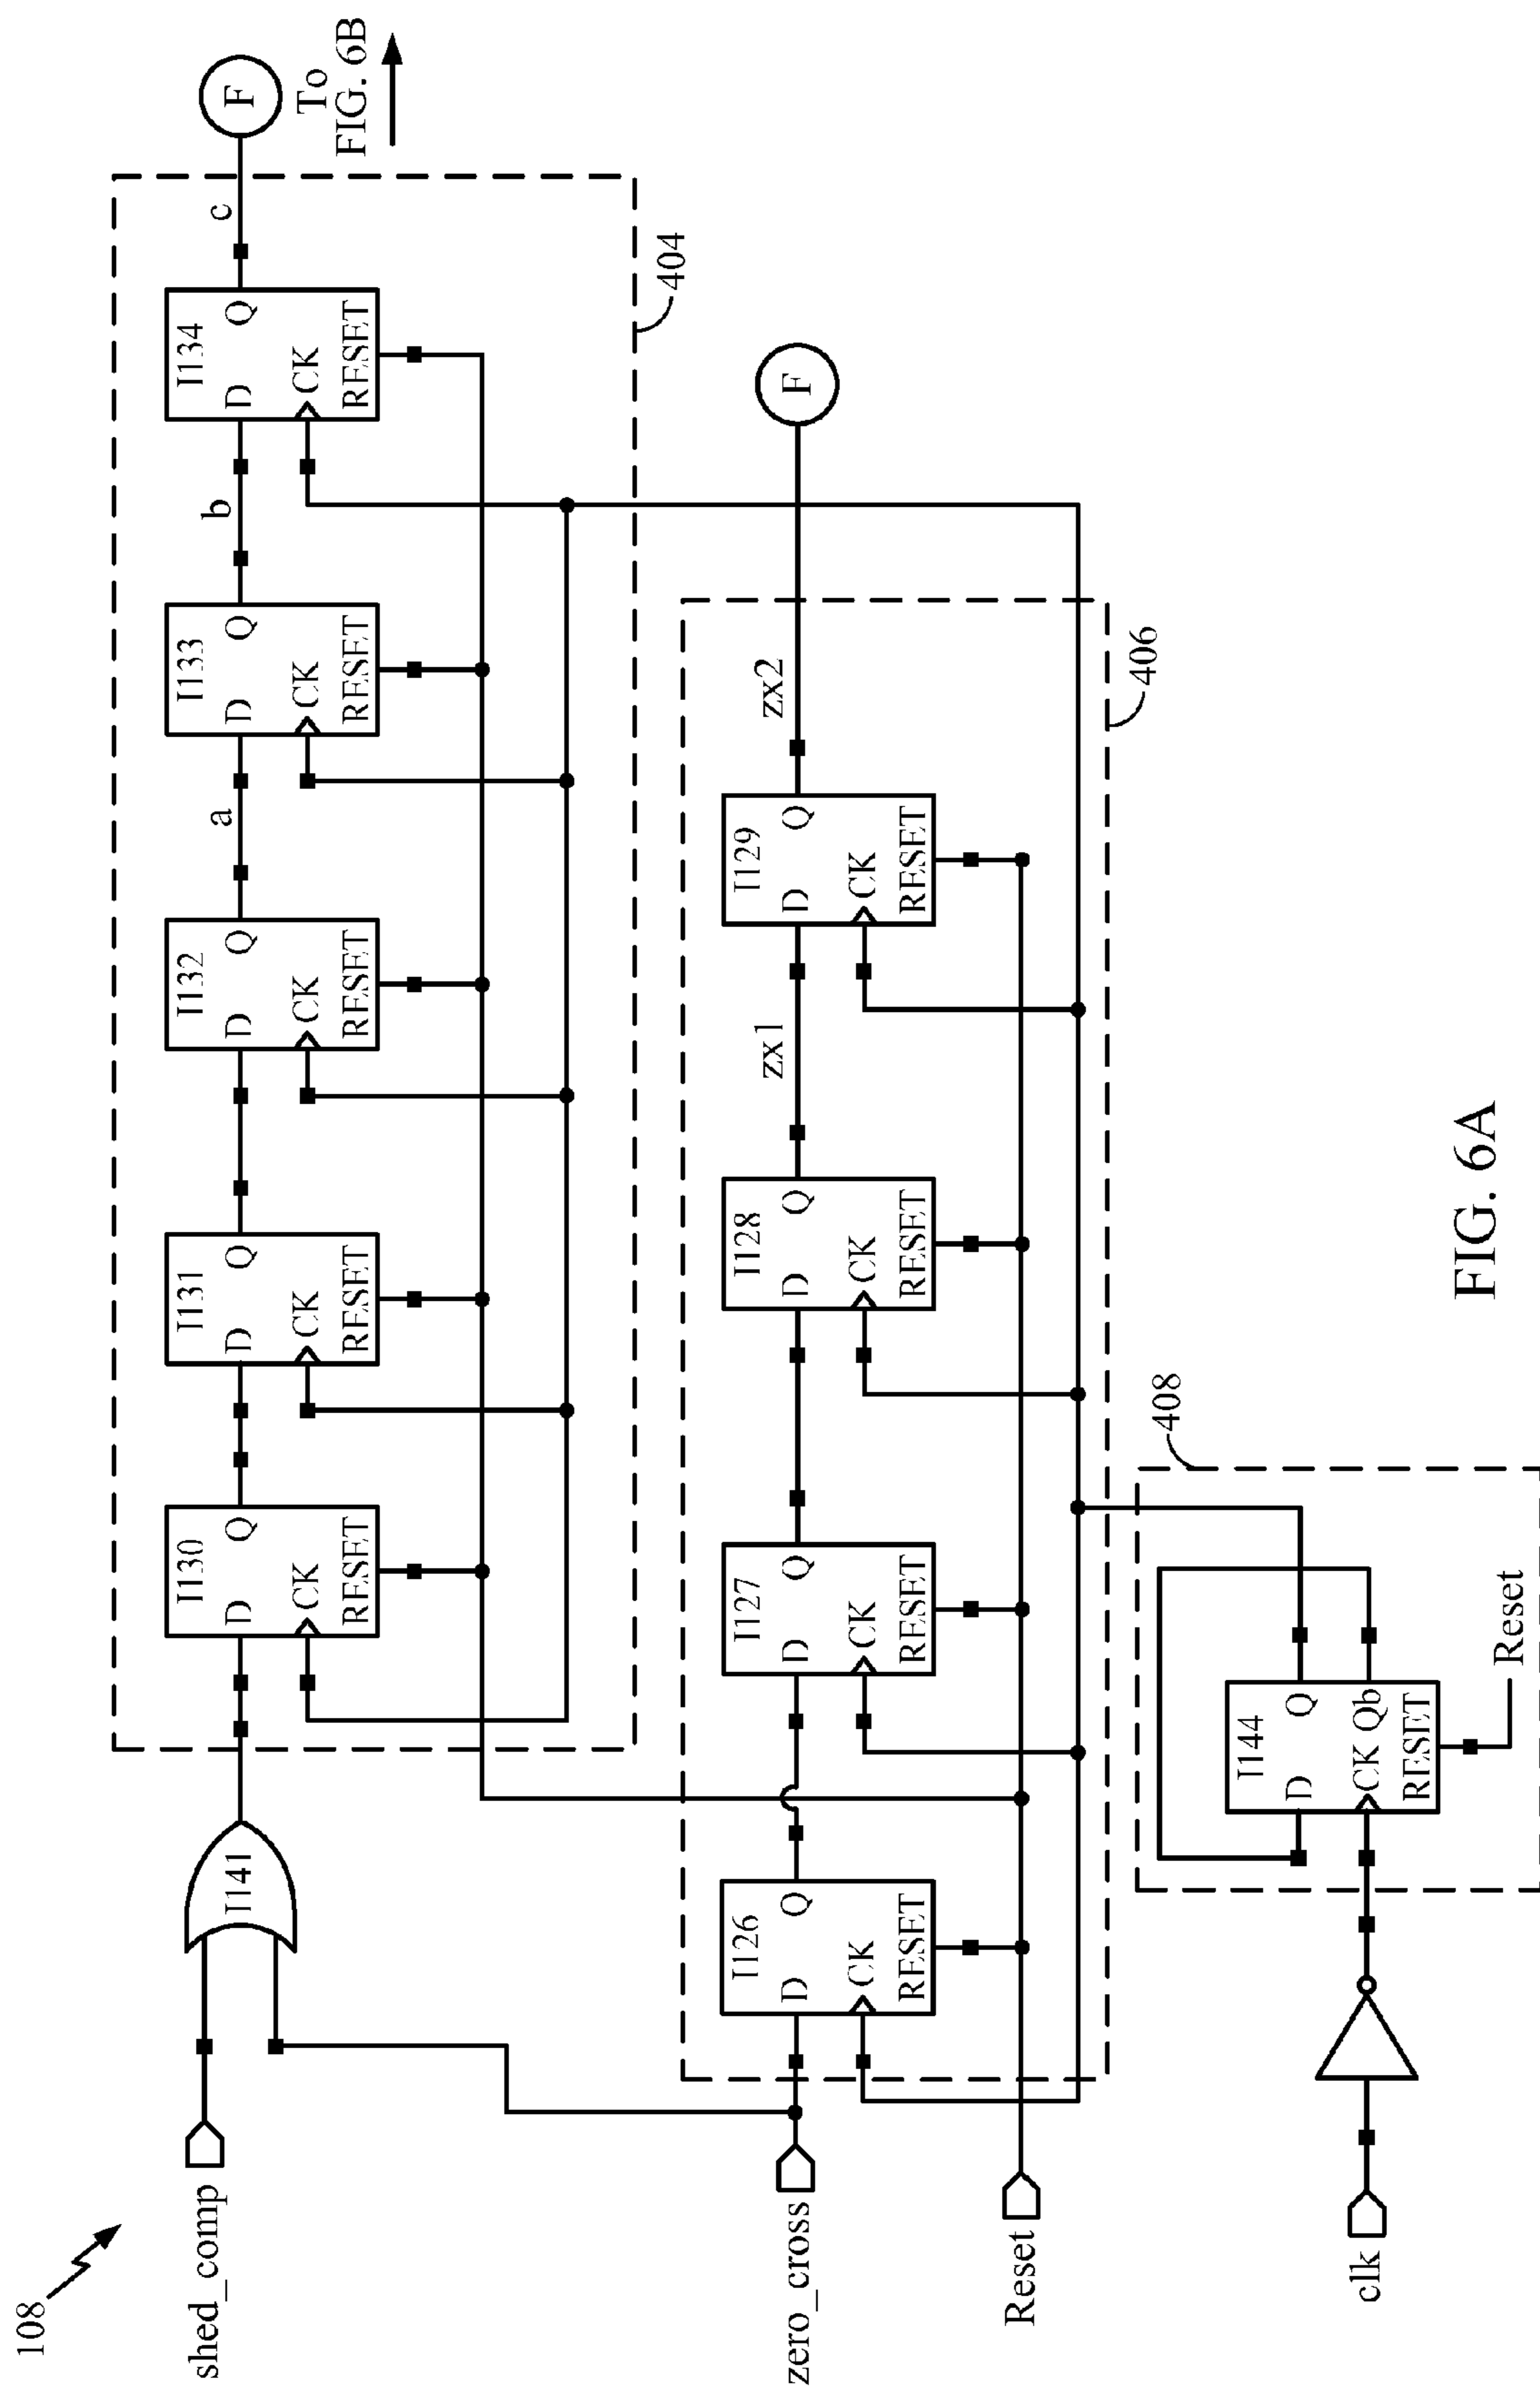 108
shed_comp
I141
I130
D
Q
CK
RESET
I131
D
Q
CK
RESET
I132
D
Q
CK
RESET
a
I133
D
Q
CK
RESET
b
I134
D
Q
CK
RESET
c
F
To
FIG. 6B
404
zero_cross
I126
D
Q
CK
RESET
I127
D
Q
CK
RESET
I128
D
Q
CK
RESET
zx1
I129
D
Q
CK
RESET
zx2
F
406
Reset
clk
I144
D
Q
CK Qb
RESET
Reset
408
FIG. 6A